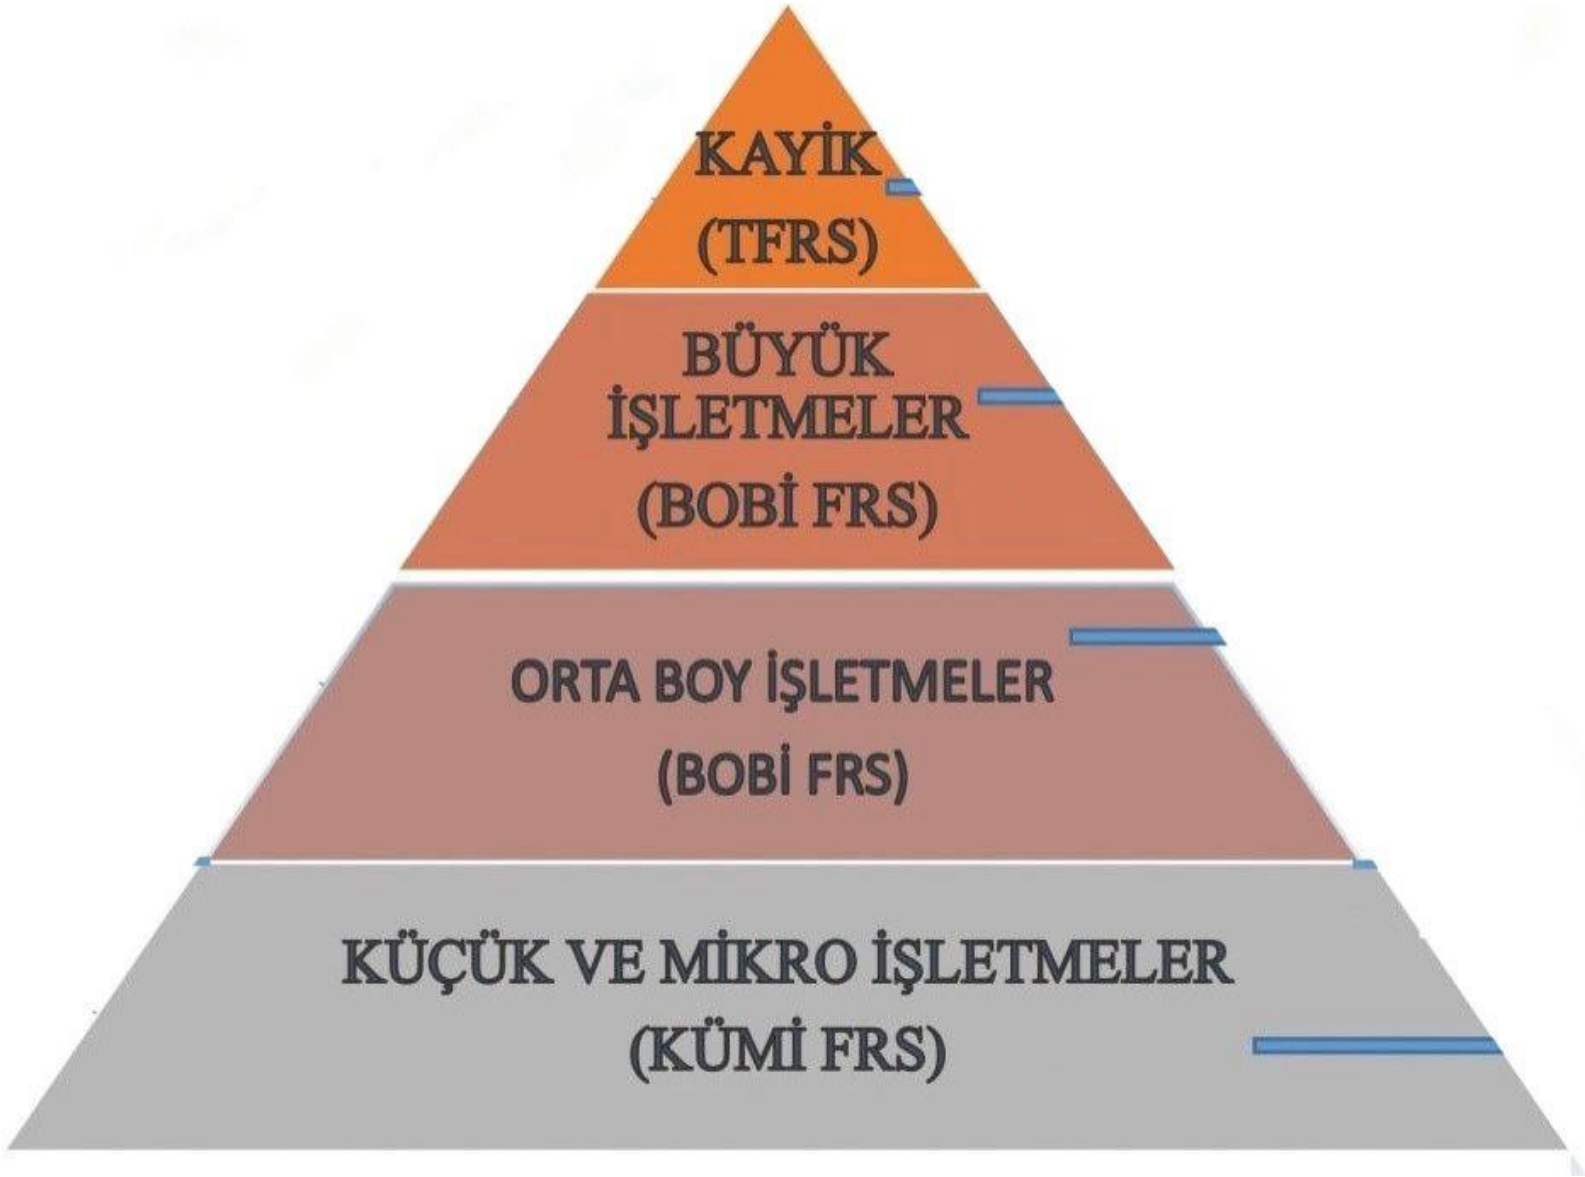 KAYİK
(TFRS)
BÜYÜK
İŞLETMELER
(BOBİ FRS)
ORTA BOY İŞLETMELER
(BOBİ FRS)
KÜÇÜK VE MİKRO İŞLETMELER
(KÜMİ FRS)